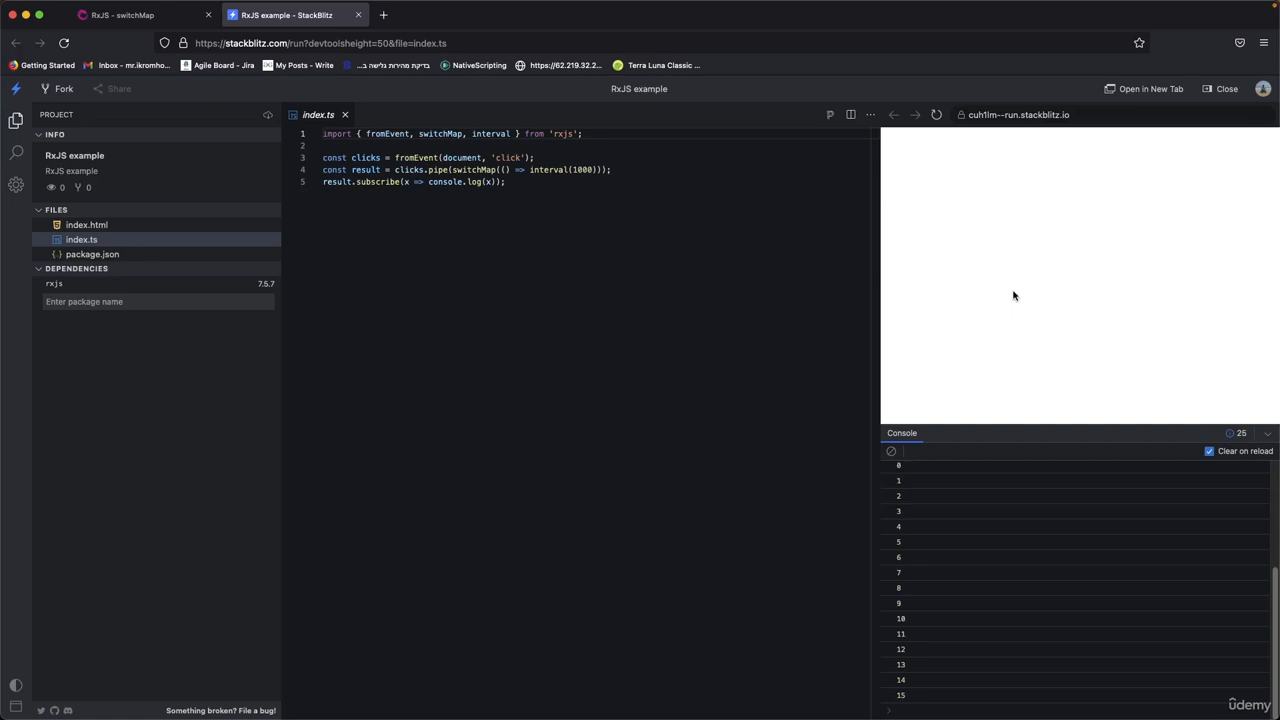 RxJS - switchMap
RxJS example - StackBlitz
https://stackblitz.com/run?devtoolsheight=50&file=index.ts
Getting Started
Inbox - mr.ikromho...
Agile Board - Jira
My Posts - Write
בדיקת מהירות גלישה ב...
NativeScripting
https://62.219.32.2...
Terra Luna Classic ...
Fork
Share
RxJS example
Open in New Tab
Close
PROJECT
INFO
RxJS example
RxJS example
0
0
FILES
index.html
index.ts
package.json
DEPENDENCIES
rxjs 7.5.7
Enter package name
Something broken? File a bug!
index.ts
1 import { fromEvent, switchMap, interval } from 'rxjs';
2
3 const clicks = fromEvent(document, 'click');
4 const result = clicks.pipe(switchMap(() => interval(1000)));
5 result.subscribe(x => console.log(x));
cuh1lm--run.stackblitz.io
Console
25
Clear on reload
0
1
2
3
4
5
6
7
8
9
10
11
12
13
14
15
ûdemy